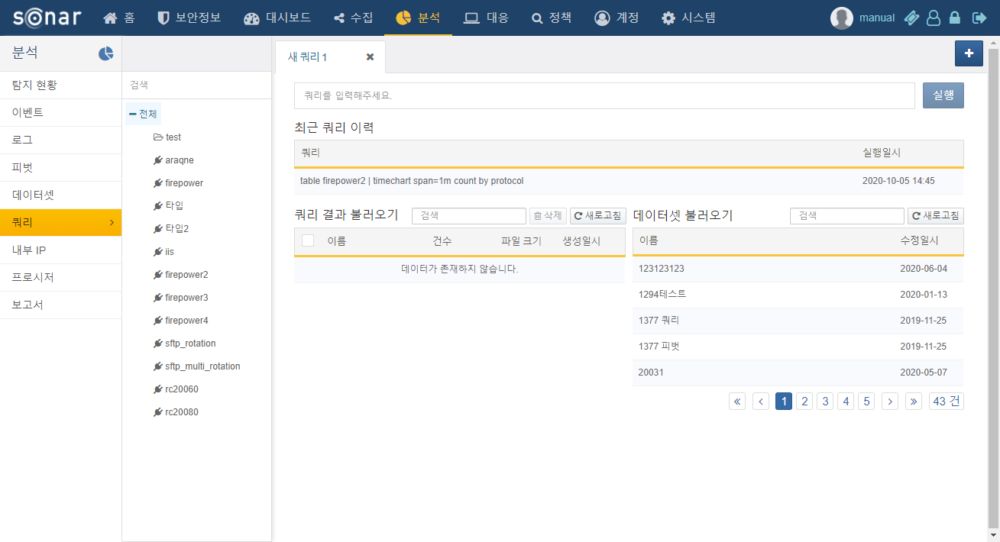 sonar 홈 보안정보 대시보드 수집 분석 대응 정책 계정 시스템 manual
분석
탐지 현황
이벤트
로그
피벗
데이터셋
쿼리
내부 IP
프로시저
보고서
검색
전체
test
araqne
firepower
타입
타입2
iis
firepower2
firepower3
firepower4
sftp_rotation
sftp_multi_rotation
rc20060
rc20080
새 쿼리 1
쿼리를 입력해주세요. 실행
최근 쿼리 이력
쿼리 실행일시
table firepower2 | timechart span=1m count by protocol 2020-10-05 14:45
쿼리 결과 불러오기 검색 삭제 새로고침
이름 건수 파일 크기 생성일시
데이터가 존재하지 않습니다.
데이터셋 불러오기 검색 새로고침
이름 수정일시
123123123 2020-06-04
1294테스트 2020-01-13
1377 쿼리 2019-11-25
1377 피벗 2019-11-25
20031 2020-05-07
« ‹ 1 2 3 4 5 › » 43 건